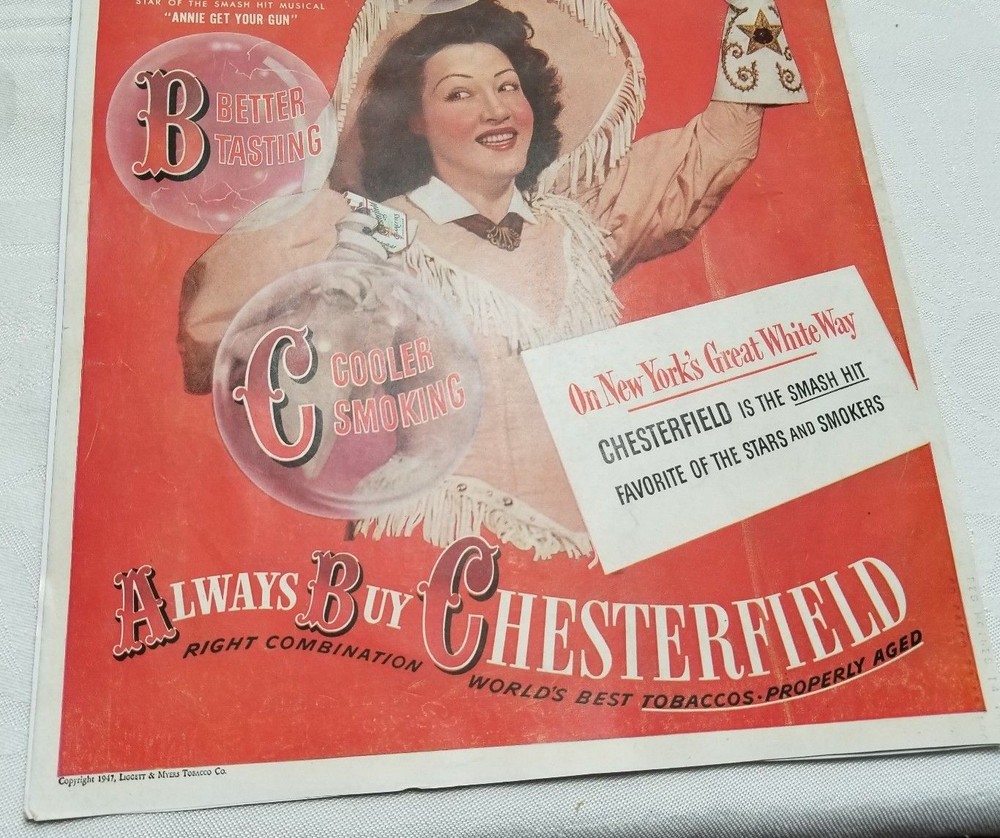 STAR OF THE SMASH HIT MUSICAL
"ANNIE GET YOUR GUN"
B BETTER
TASTING
C COOLER
SMOKING
On New York's Great White Way
CHESTERFIELD IS THE SMASH HIT
FAVORITE OF THE STARS AND SMOKERS
ALWAYS BUY CHESTERFIELD
RIGHT COMBINATION WORLD'S BEST TOBACCOS · PROPERLY AGED
Copyright 1947, LIGGETT & MYERS TOBACCO CO.